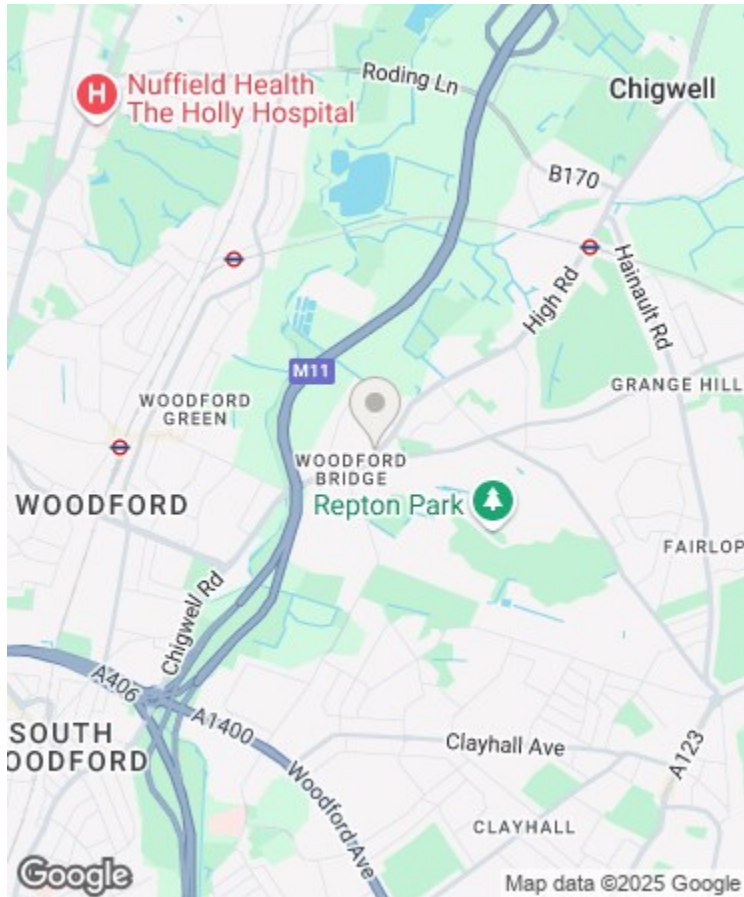 Nuffield Health
The Holly Hospital
H
Roding Ln
Chigwell
B170
High Rd
Hainault Rd
M11
GRANGE HILL
WOODFORD
GREEN
WOODFORD
BRIDGE
WOODFORD
Repton Park
FAIRLOP
Chigwell Rd
A406
A1400
SOUTH
OODFORD
Woodford Ave
Clayhall Ave
A123
CLAYHALL
Google
Map data ©2025 Google